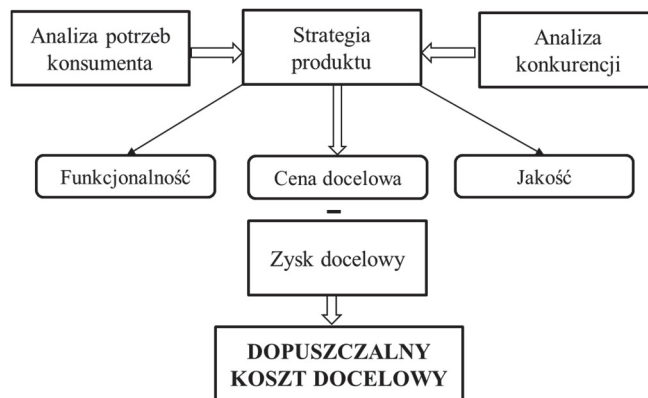 Analiza potrzeb
konsumenta
Strategia
produktu
Analiza
konkurencji
Funkcjonalność
Cena docelowa
Jakość
–
Zysk docelowy
DOPUSZCZALNY
KOSZT DOCELOWY